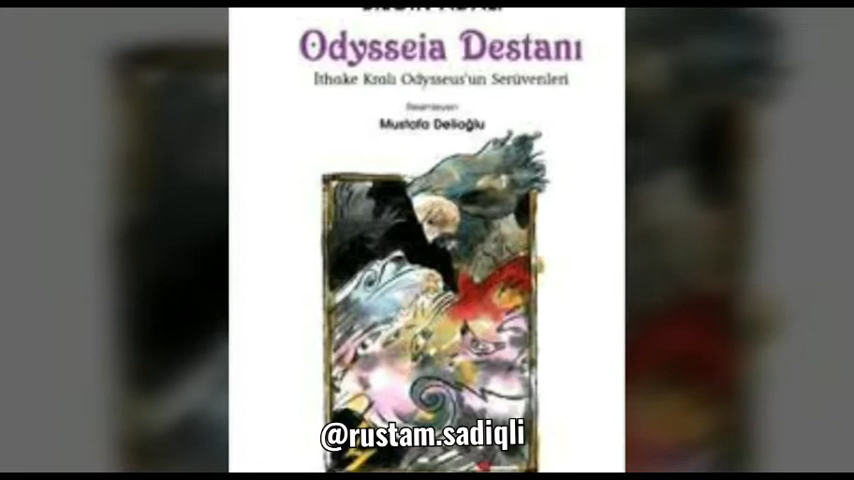 Odysseia Destanı
İthake Kralı Odysseus'un Serüvenleri
Resimleyen
Mustafa Delioğlu
@rustam.sadiqli